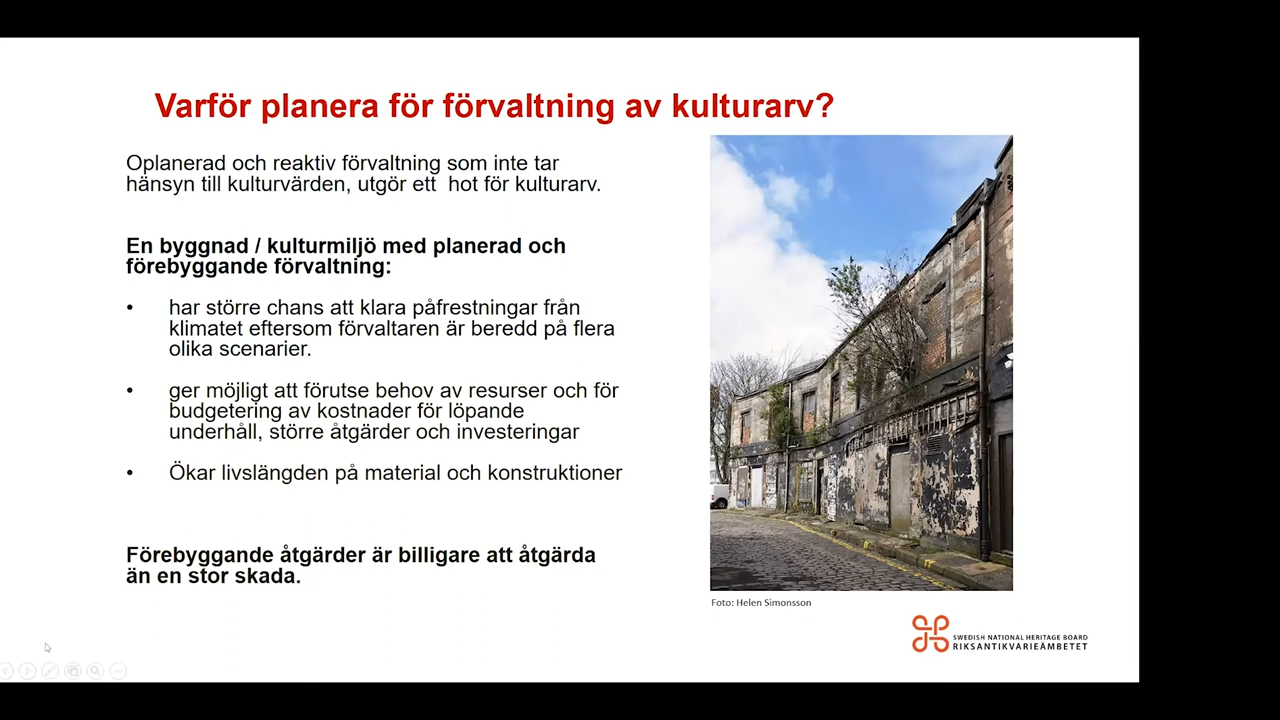 Varför planera för förvaltning av kulturarv?
Oplanerad och reaktiv förvaltning som inte tar
hänsyn till kulturvärden, utgör ett  hot för kulturarv.
En byggnad / kulturmiljö med planerad och
förebyggande förvaltning:
• har större chans att klara påfrestningar från
klimatet eftersom förvaltaren är beredd på flera
olika scenarier.
• ger möjligt att förutse behov av resurser och för
budgetering av kostnader för löpande
underhåll, större åtgärder och investeringar
• Ökar livslängden på material och konstruktioner
Förebyggande åtgärder är billigare att åtgärda
än en stor skada.
Foto: Helen Simonsson
SWEDISH NATIONAL HERITAGE BOARD
RIKSANTIKVARIEÄMBETET